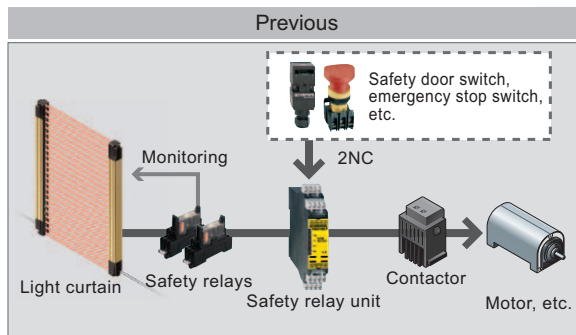 Previous
Safety door switch,
emergency stop switch,
etc.
Monitoring
2NC
Light curtain
Safety relays
Safety relay unit
Contactor
Motor, etc.